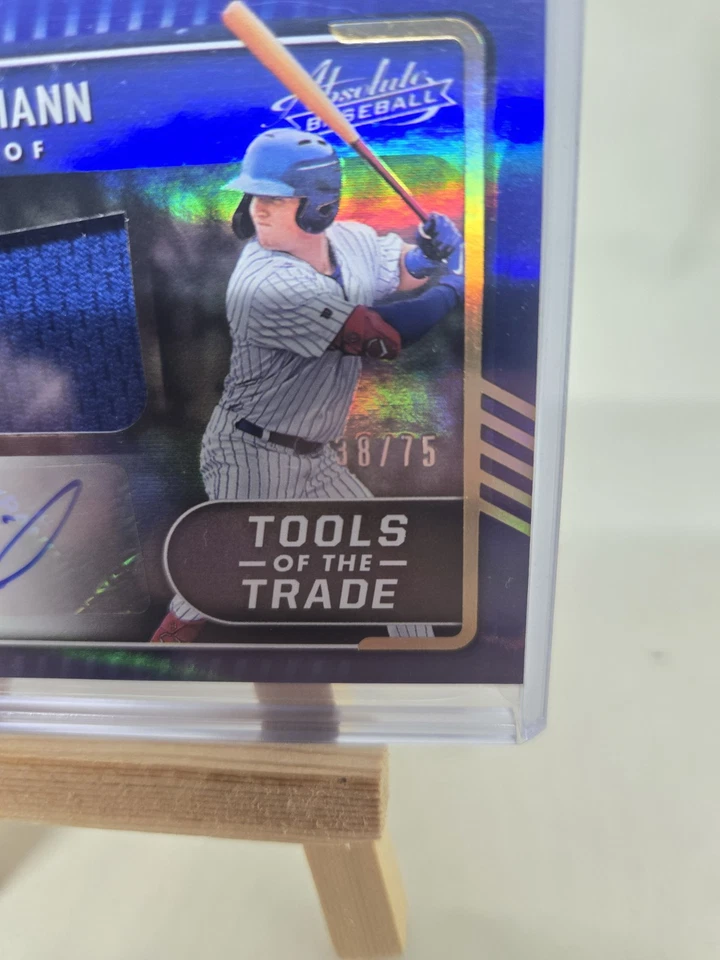 MANN
OF
Absolute
BASEBALL
38/75
TOOLS
OF THE
TRADE